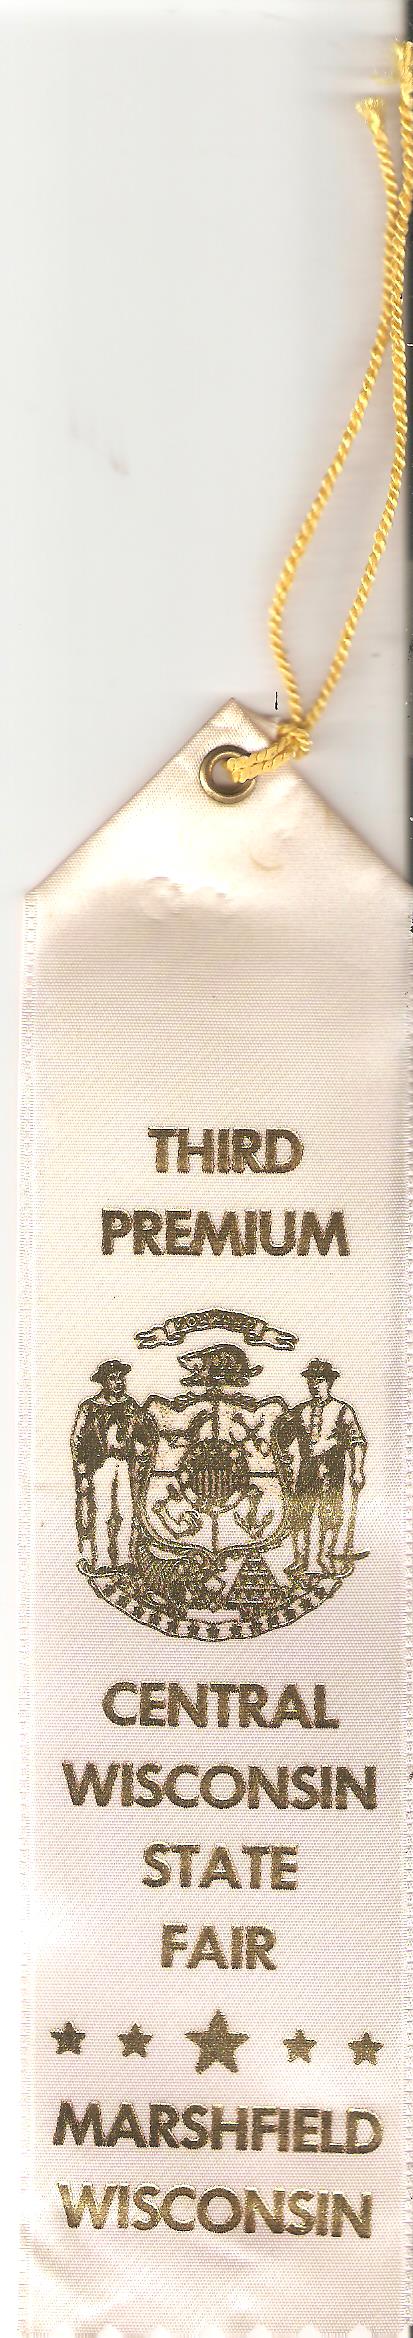 THIRD
PREMIUM
CENTRAL
WISCONSIN
STATE
FAIR
MARSHFIELD
WISCONSIN